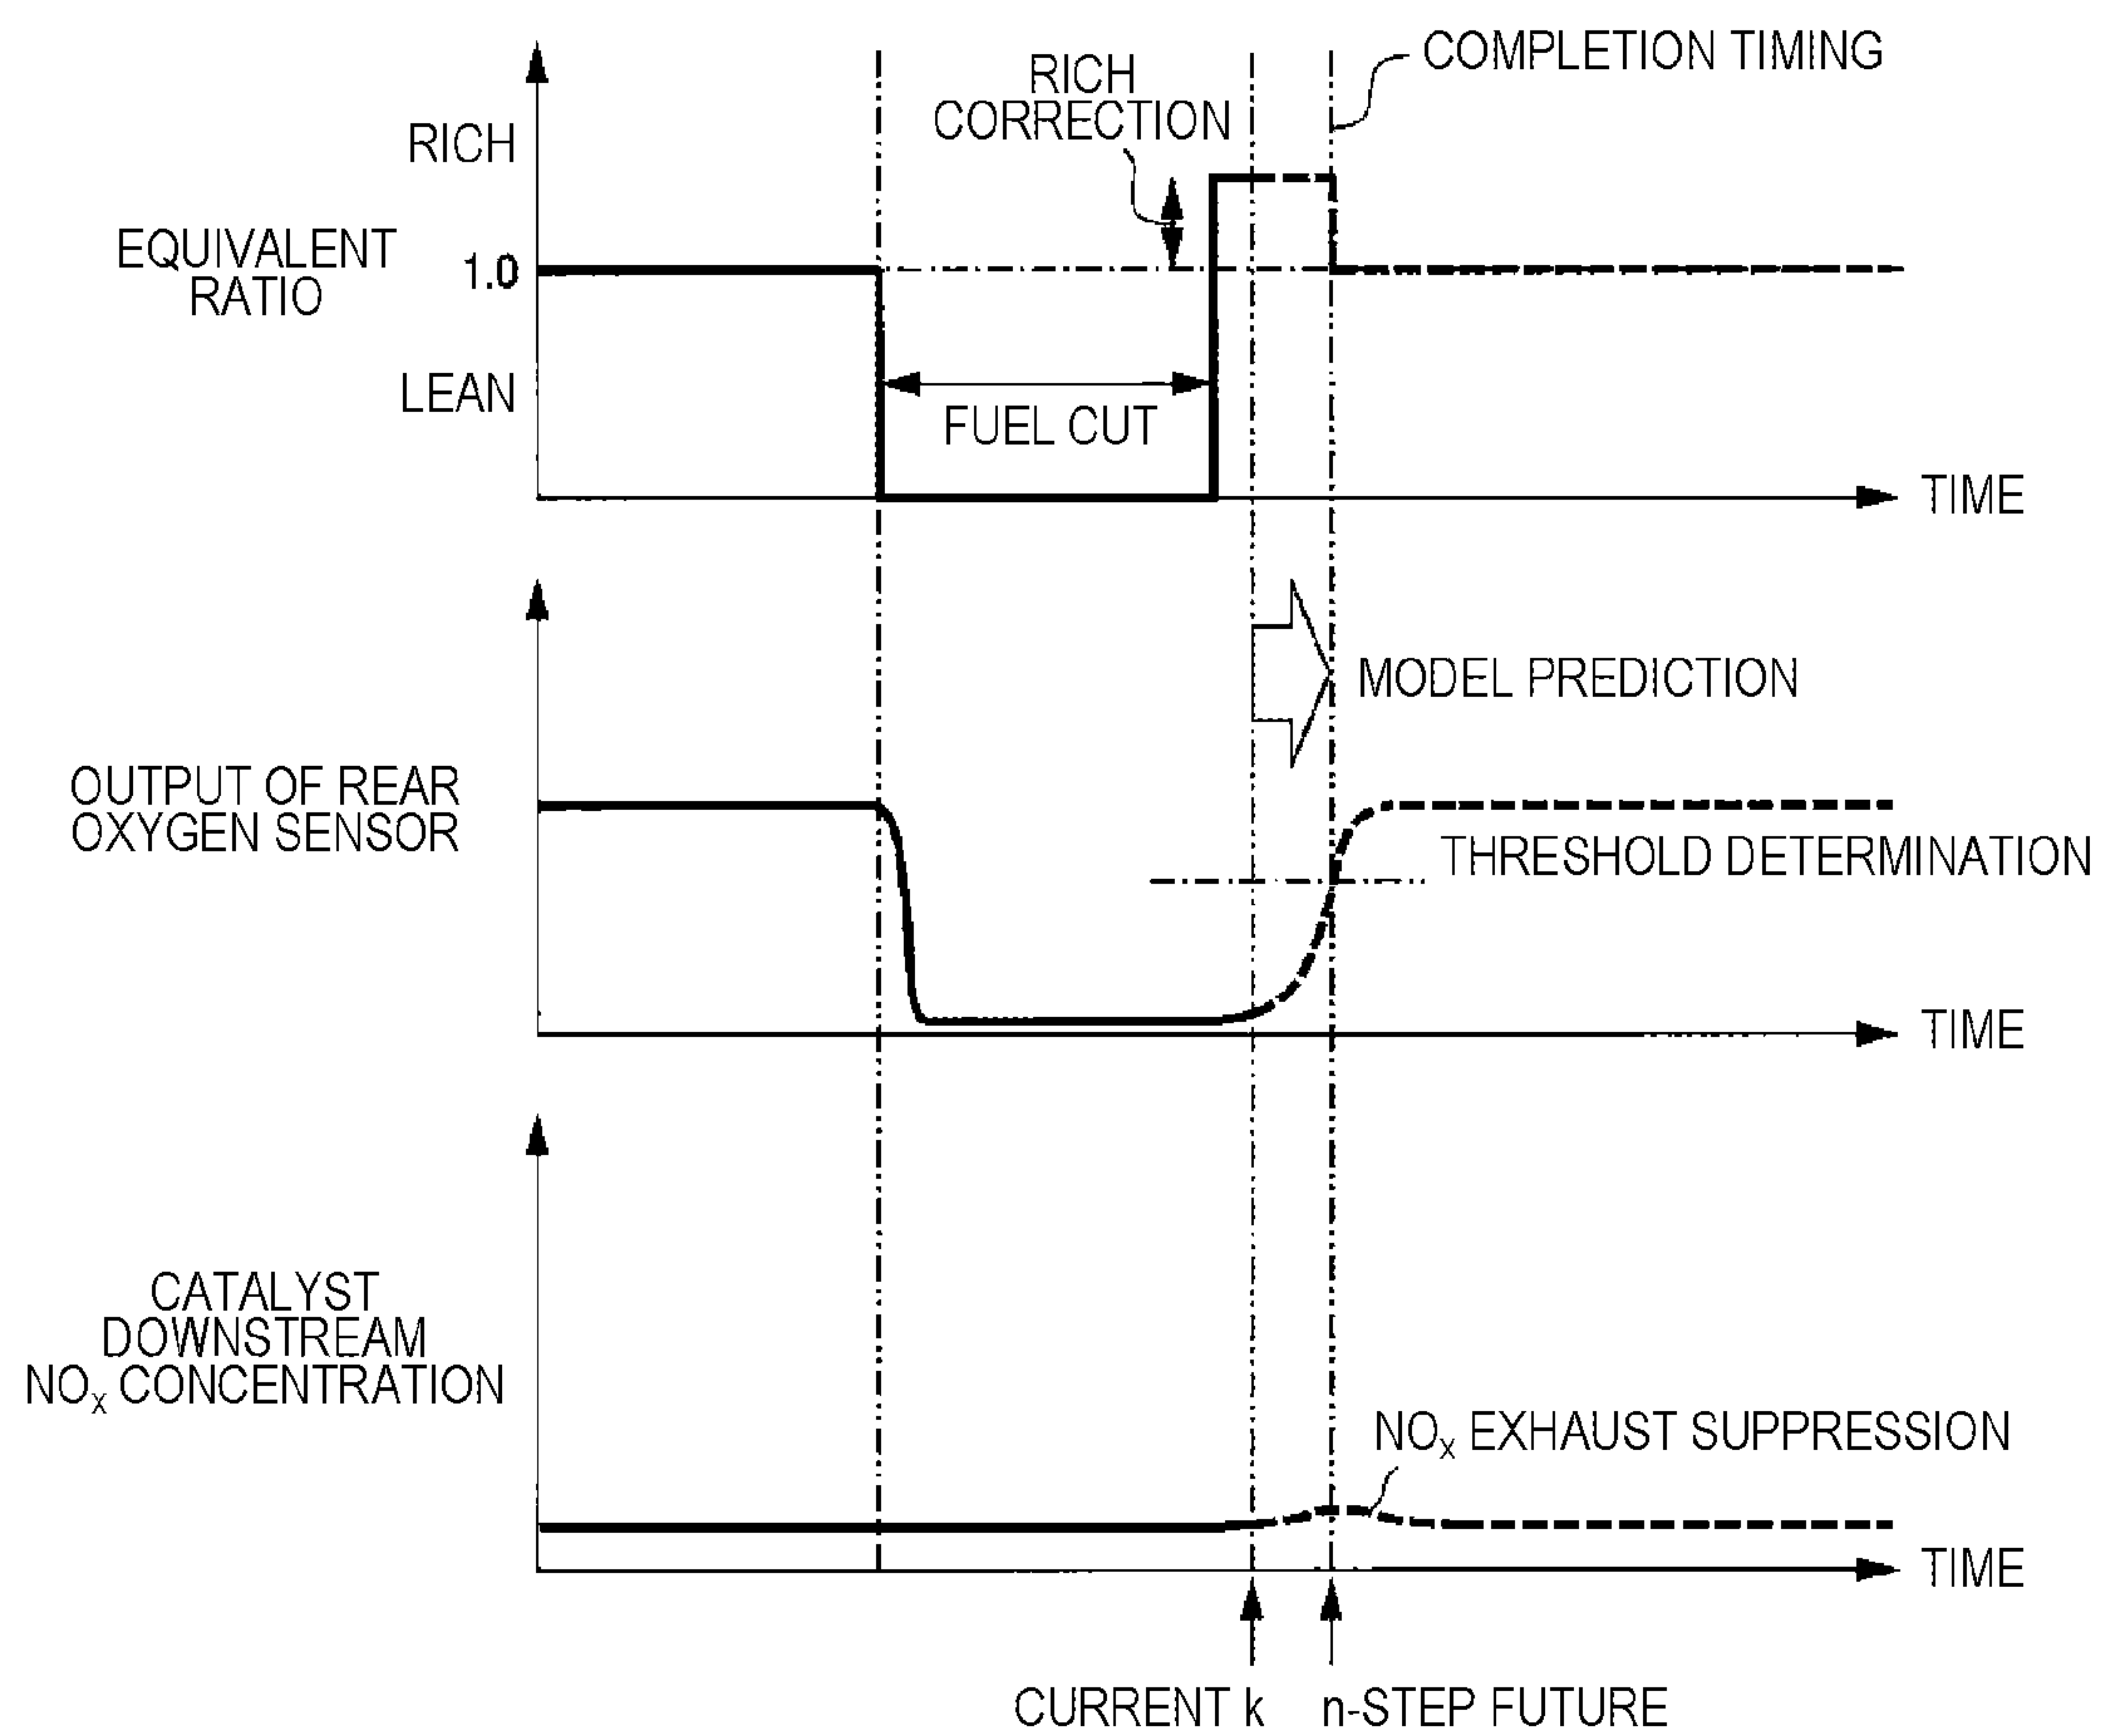 COMPLETION TIMING
RICH
CORRECTION
RICH
EQUIVALENT
RATIO
1.0
LEAN
FUEL CUT
TIME
MODEL PREDICTION
OUTPUT OF REAR
OXYGEN SENSOR
THRESHOLD DETERMINATION
TIME
CATALYST
DOWNSTREAM
NOX CONCENTRATION
NOX EXHAUST SUPPRESSION
TIME
CURRENT k
n-STEP FUTURE